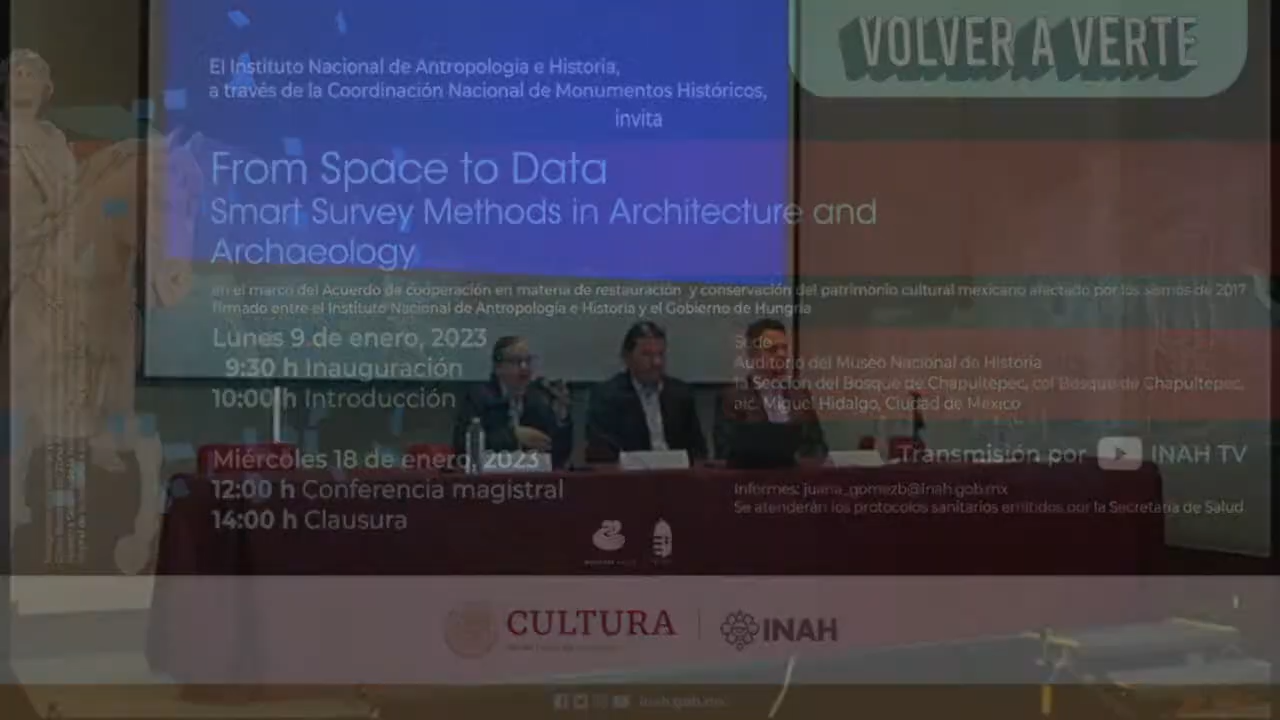 VOLVER A VERTE
El Instituto Nacional de Antropología e Historia,
a través de la Coordinación Nacional de Monumentos Históricos,
invita
From Space to Data
Smart Survey Methods in Architecture and
Archaeology
en el marco del Acuerdo de cooperación en materia de restauración y conservación del patrimonio cultural mexicano afectado por los sismos de 2017
firmado entre el Instituto Nacional de Antropología e Historia y el Gobierno de Hungría
Lunes 9 de enero, 2023
9:30 h Inauguración
10:00 h Introducción
Miércoles 18 de enero, 2023
12:00 h Conferencia magistral
14:00 h Clausura
Sede
Auditorio del Museo Nacional de Historia
1a Sección del Bosque de Chapultepec, col Bosque de Chapultepec,
alc. Miguel Hidalgo, Ciudad de México
Transmisión por INAH TV
Informes: juana_gomezb@inah.gob.mx
Se atenderán los protocolos sanitarios emitidos por la Secretaría de Salud
CULTURA
INAH
inah.gob.mx